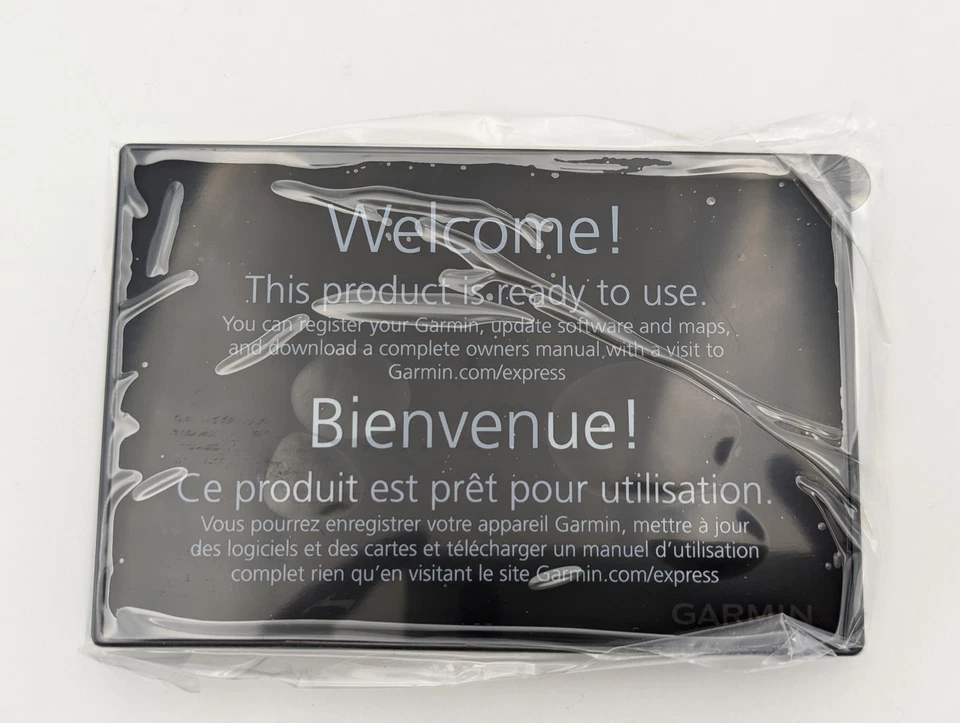 Welcome!
This product is ready to use.
You can register your Garmin, update software and maps,
and download a complete owners manual with a visit to
Garmin.com/express
Bienvenue!
Ce produit est prêt pour utilisation.
Vous pourrez enregistrer votre appareil Garmin, mettre à jour
des logiciels et des cartes et télécharger un manuel d'utilisation
complet rien qu'en visitant le site Garmin.com/express
GARMIN